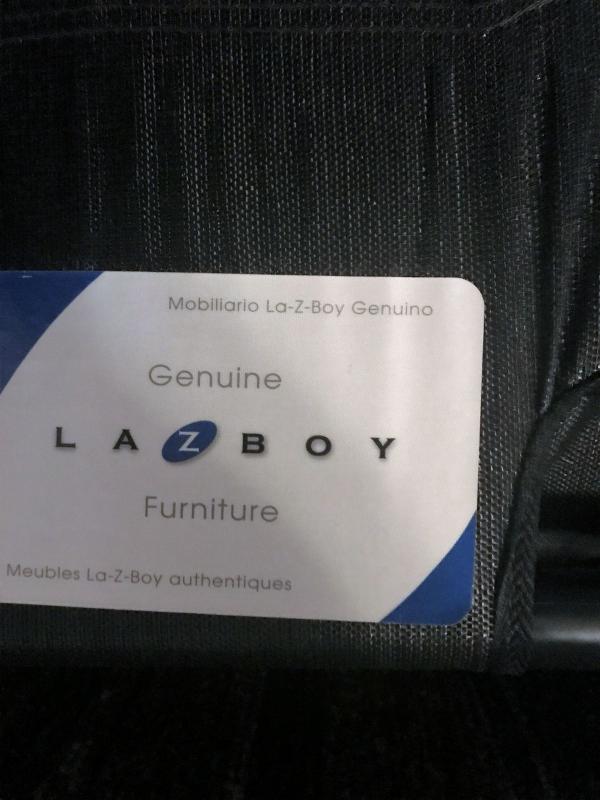 Mobiliario La-Z-Boy Genuino
Genuine
LAZBOY
Furniture
Meubles La-Z-Boy authentiques